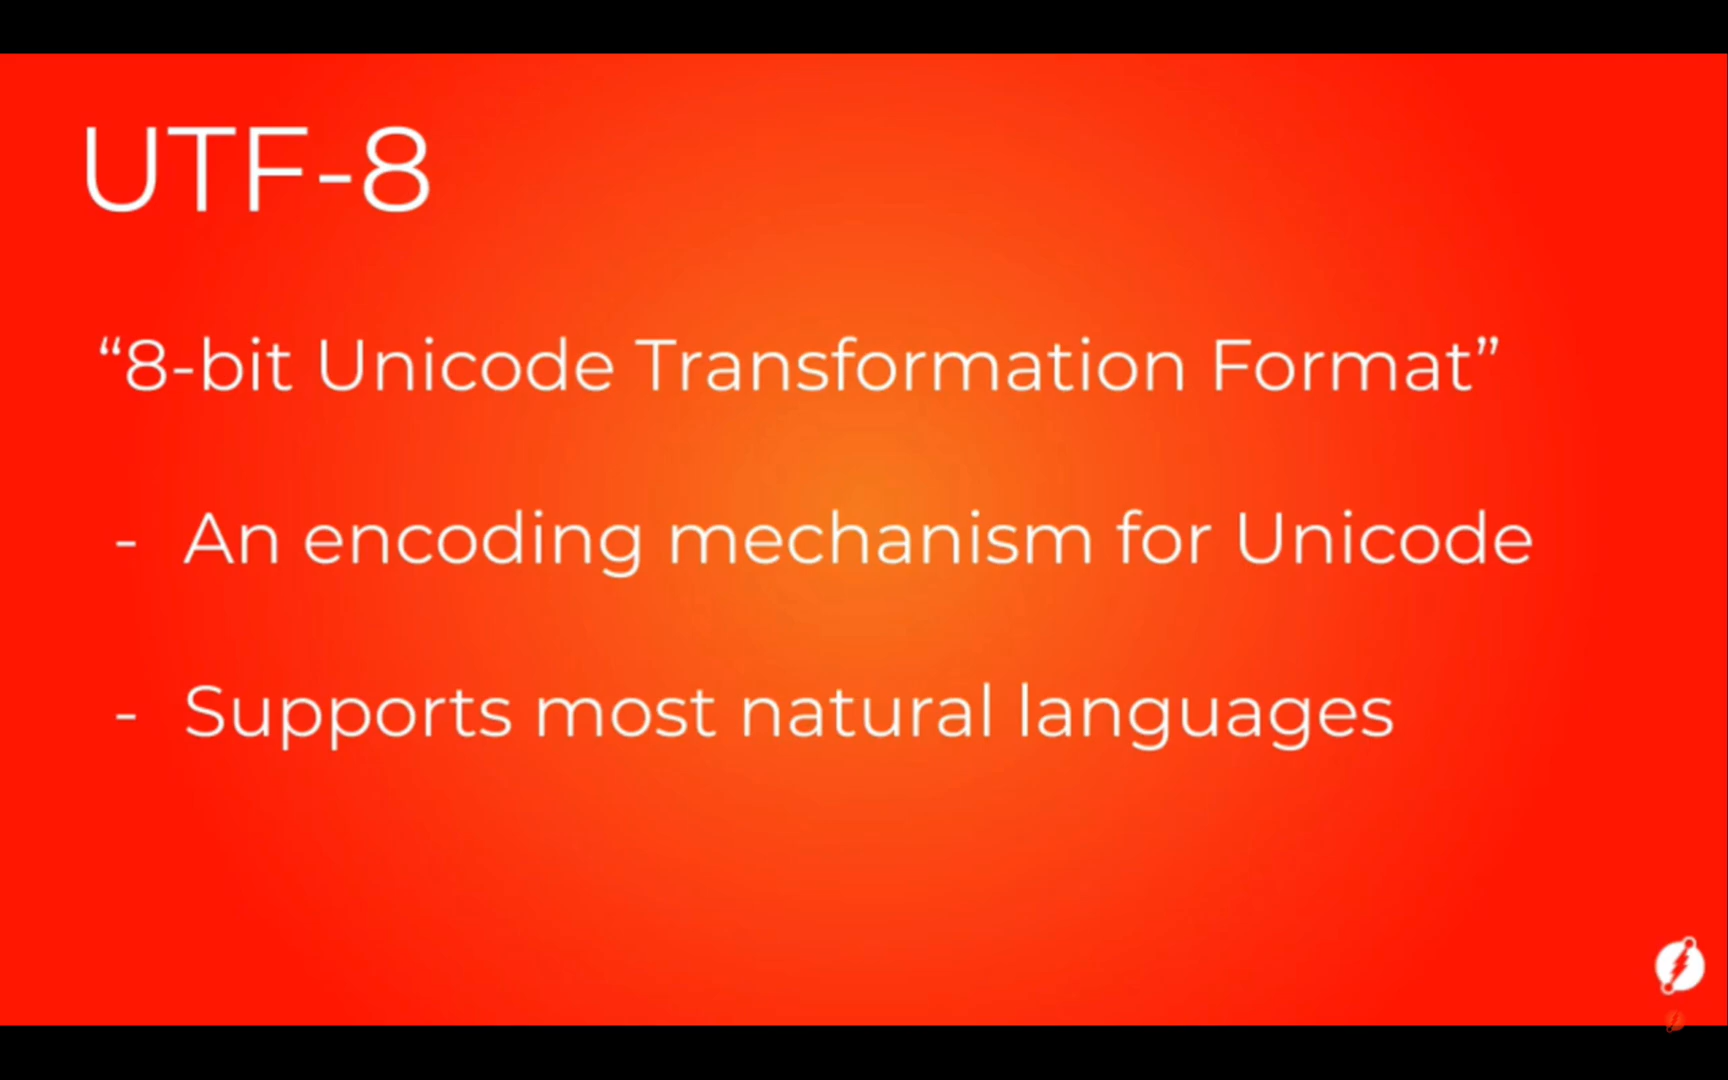 UTF-8
“8-bit Unicode Transformation Format”
- An encoding mechanism for Unicode
- Supports most natural languages